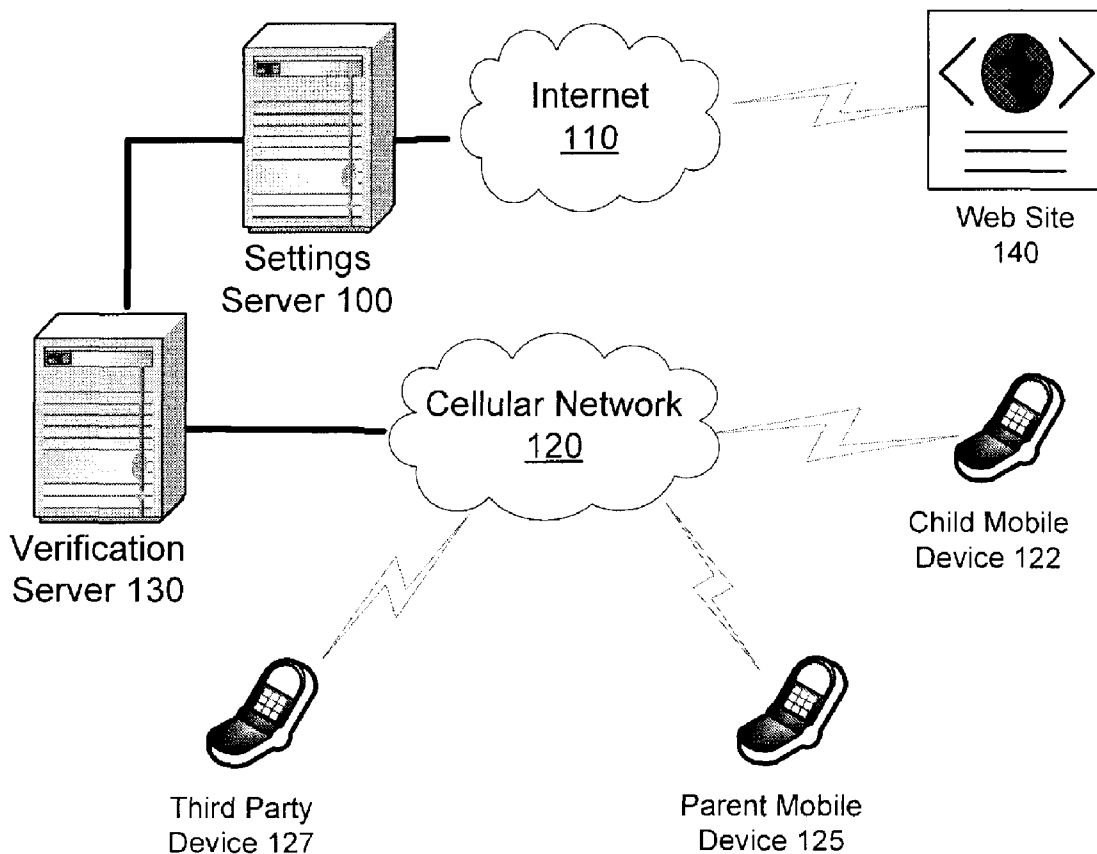 Internet
110
Web Site
140
Settings
Server 100
Cellular Network
120
Verification
Server 130
Child Mobile
Device 122
Third Party
Device 127
Parent Mobile
Device 125